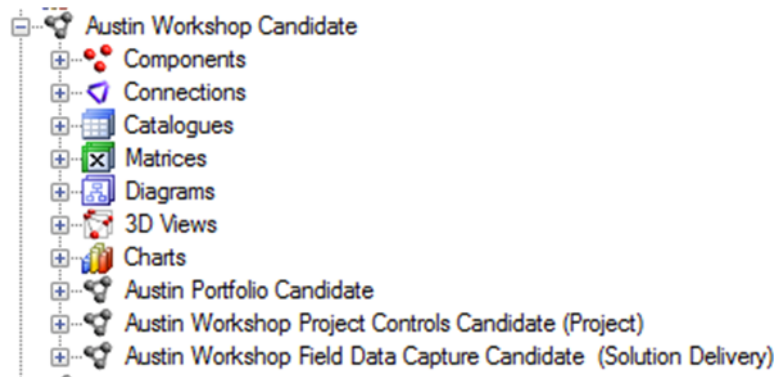 Austin Workshop Candidate
Components
Connections
Catalogues
Matrices
Diagrams
3D Views
Charts
Austin Portfolio Candidate
Austin Workshop Project Controls Candidate (Project)
Austin Workshop Field Data Capture Candidate (Solution Delivery)